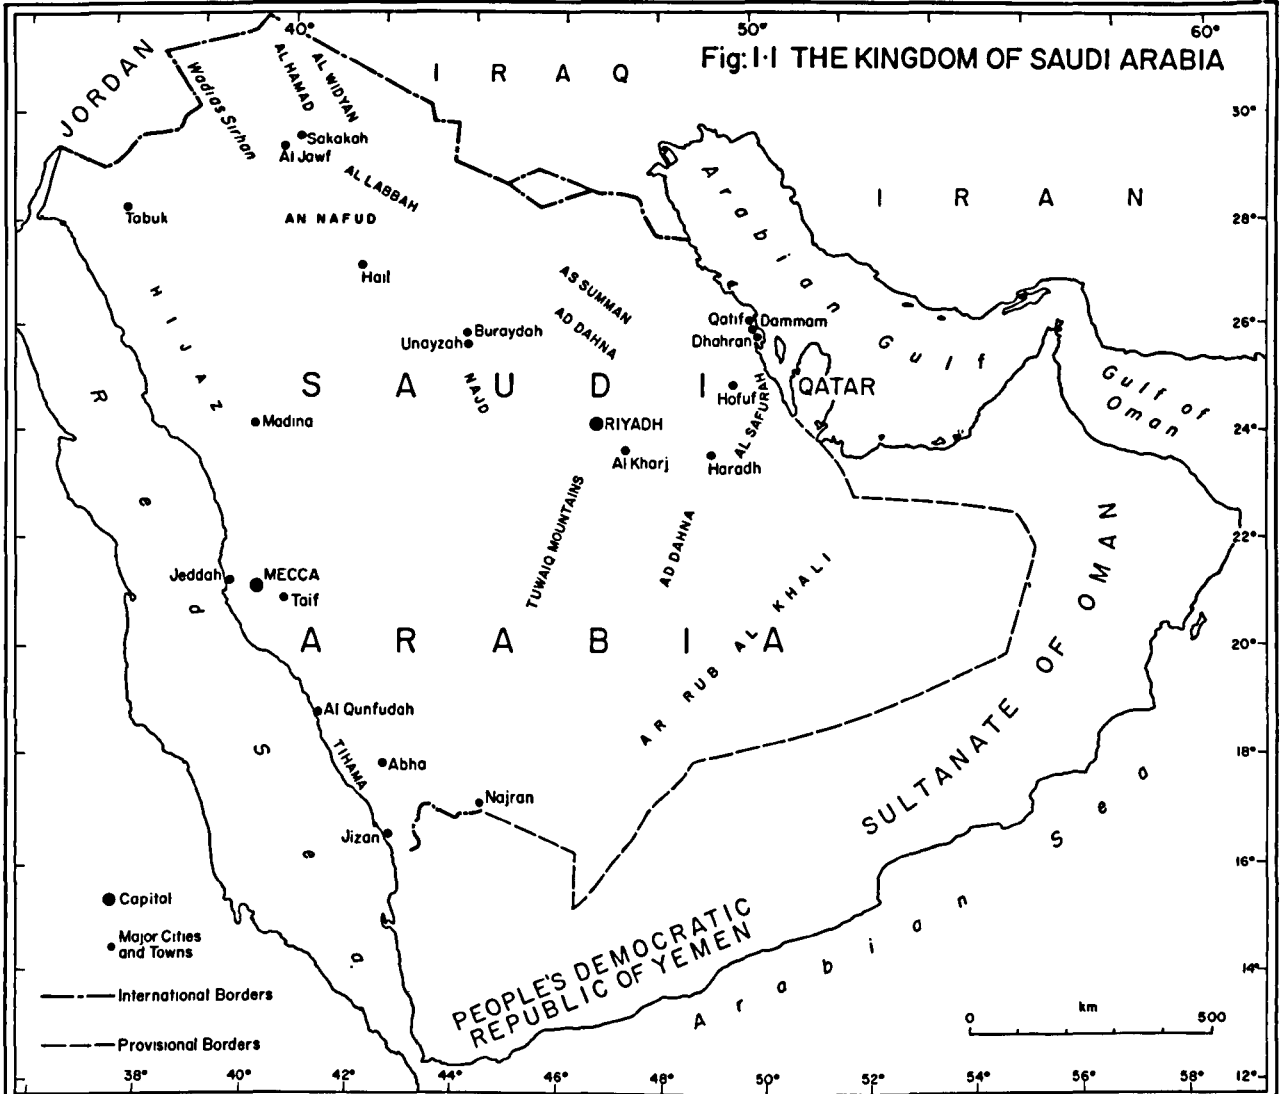 40°
50°
60°
Fig: 1·1 THE KINGDOM OF SAUDI ARABIA
JORDAN
Wadi as Sirhan
AL HAMAD
AL WIDYAN
IRAQ
30°
Sakakah
Al Jawf
AL LABBAH
Arabian Gulf
IRAN
Tabuk
AN NAFUD
28°
Hail
HIJAZ
AS SUMMAN
AD DAHNA
Qatif
Dammam
26°
Buraydah
Unayzah
Dhahran
SAUDI
NAJD
Hofuf
AL SAFURAH
QATAR
Gulf of
Oman
Red Sea
Madina
RIYADH
24°
Al Kharj
Haradh
TUWAIQ MOUNTAINS
AD DAHNA
22°
Jeddah
MECCA
Taif
AR RUB AL KHALI
SULTANATE OF OMAN
ARABIA
20°
Al Qunfudah
TIHAMA
Abha
18°
Najran
Jizan
16°
Capital
Major Cities
and Towns
PEOPLE'S DEMOCRATIC
REPUBLIC OF YEMEN
Arabian Sea
14°
International Borders
km
0
500
Provisional Borders
38°
40°
42°
44°
46°
48°
50°
52°
54°
56°
58°
12°